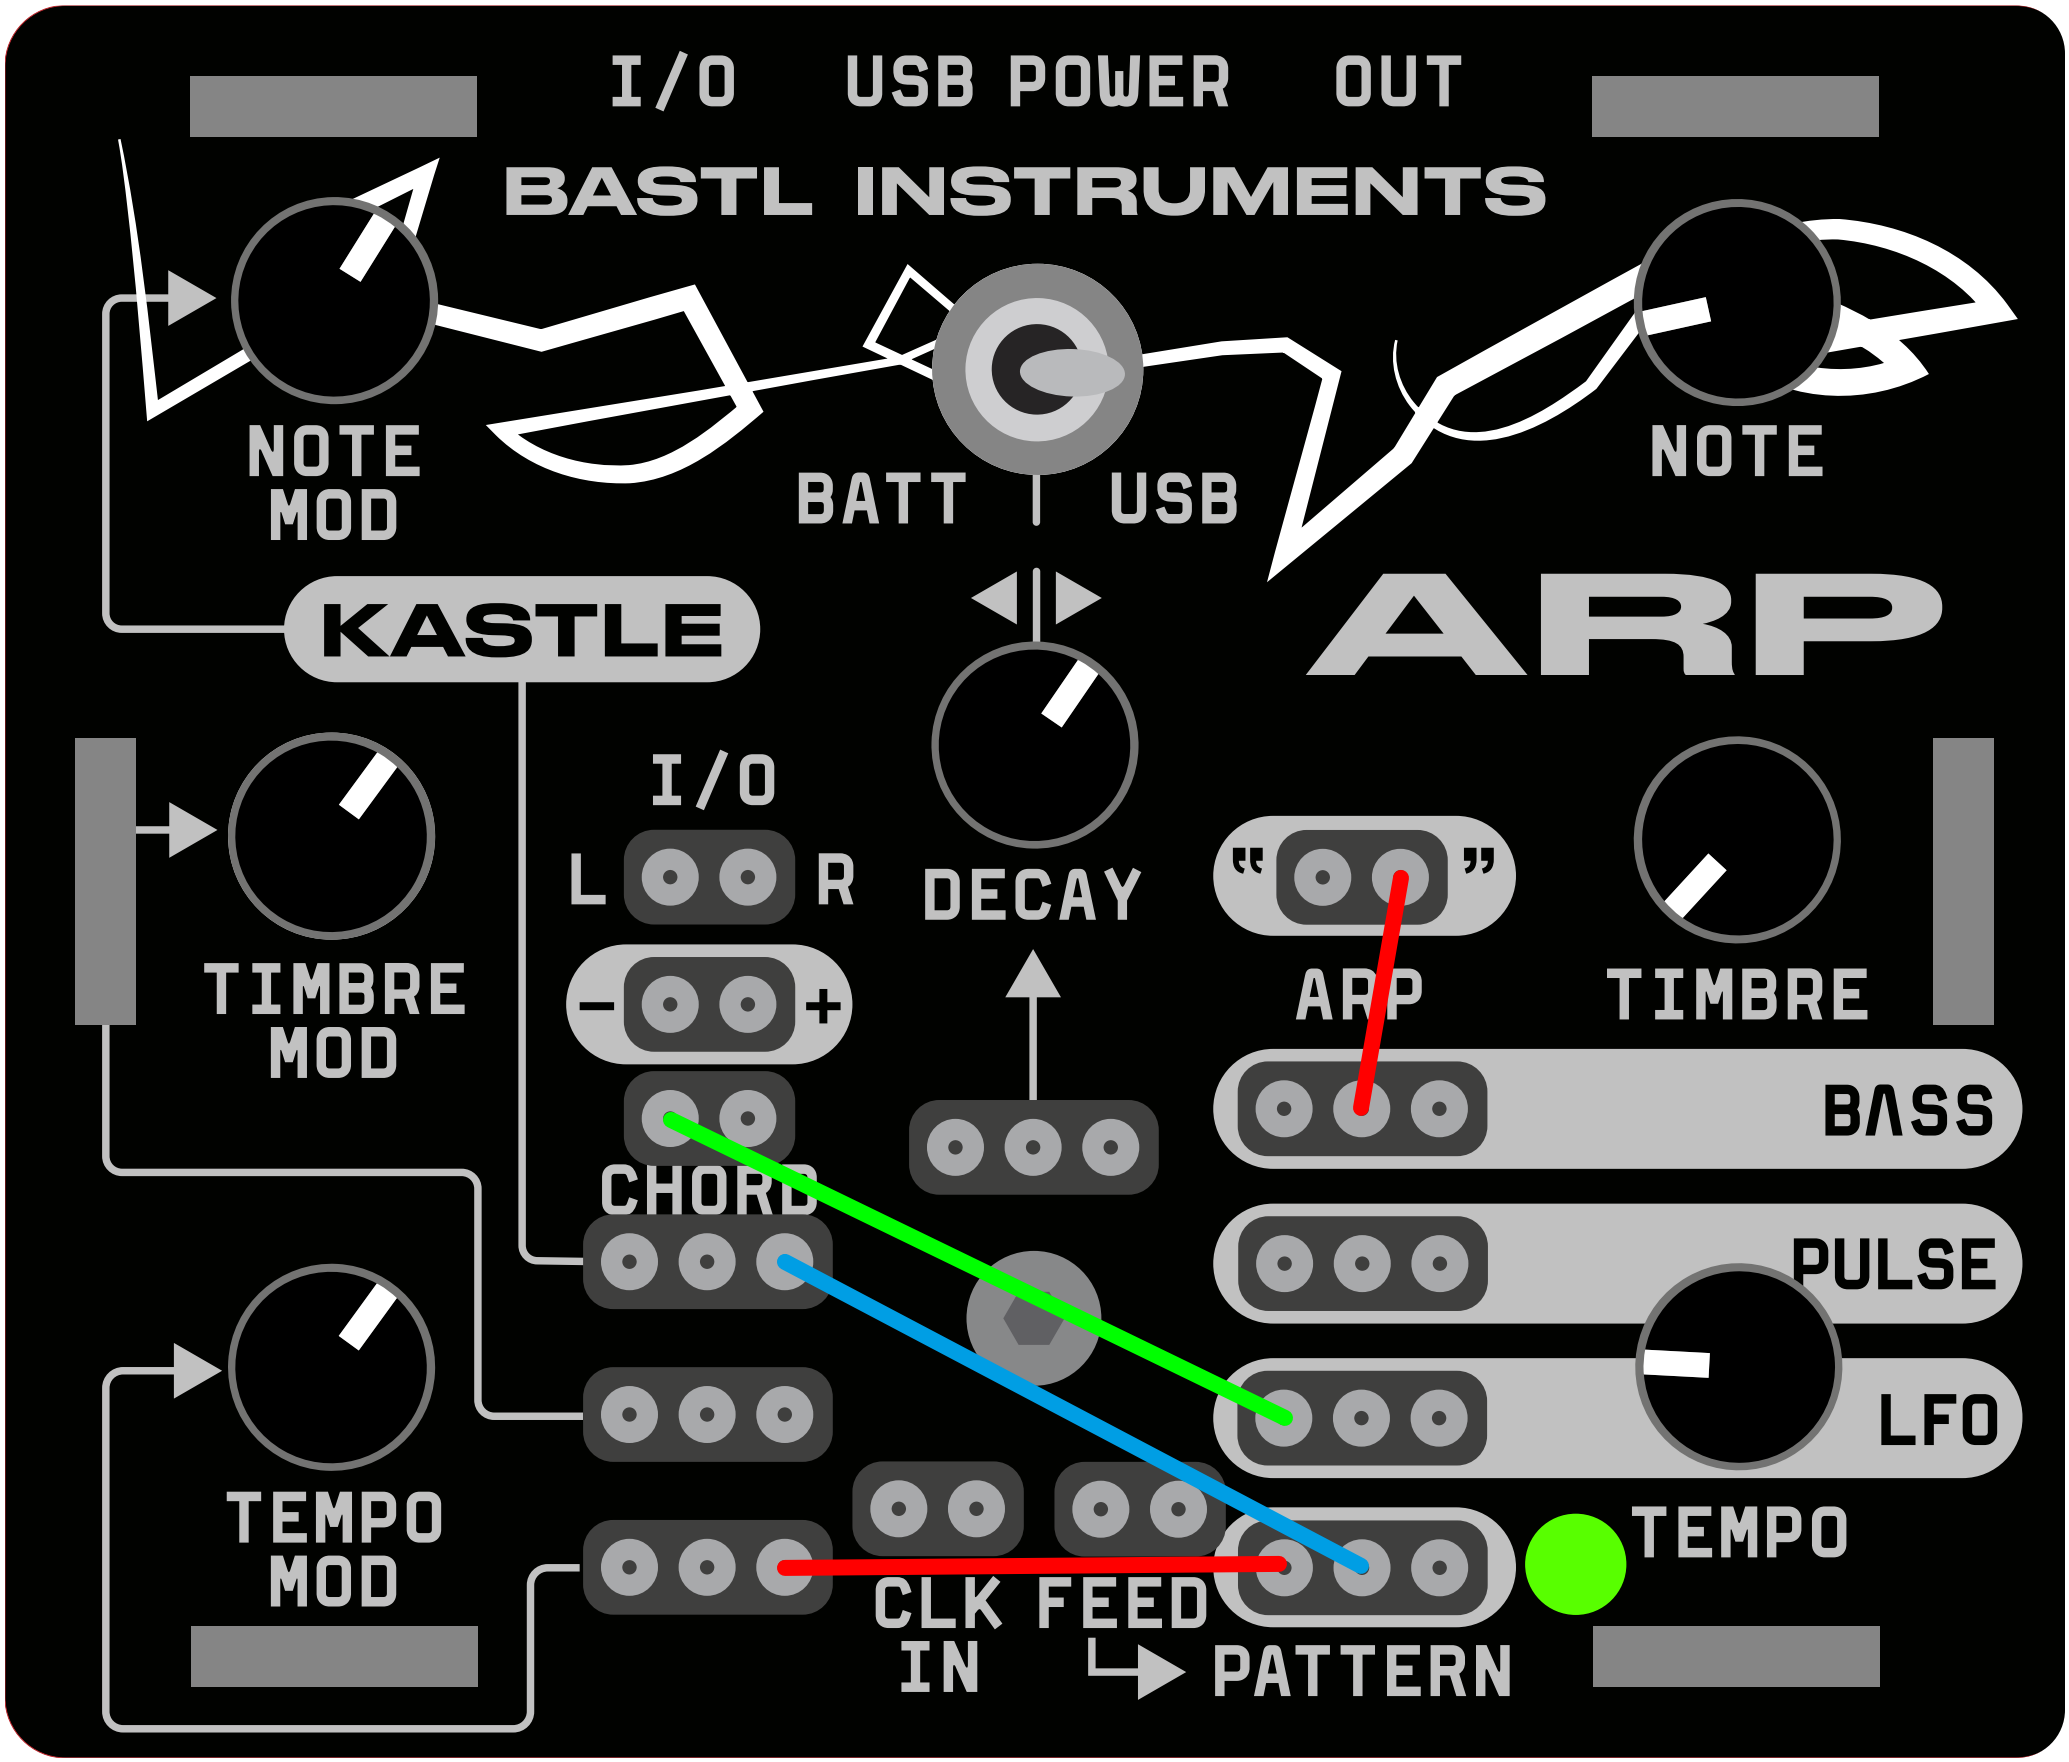 I/O USB POWER OUT
BASTL INSTRUMENTS
NOTE
MOD
BATT USB
NOTE
KASTLE
ARP
I/O
L R
DECAY
" "
TIMBRE
MOD
- +
ARP
TIMBRE
BASS
CHORD
PULSE
LFO
TEMPO
MOD
CLK
IN
FEED
PATTERN
TEMPO